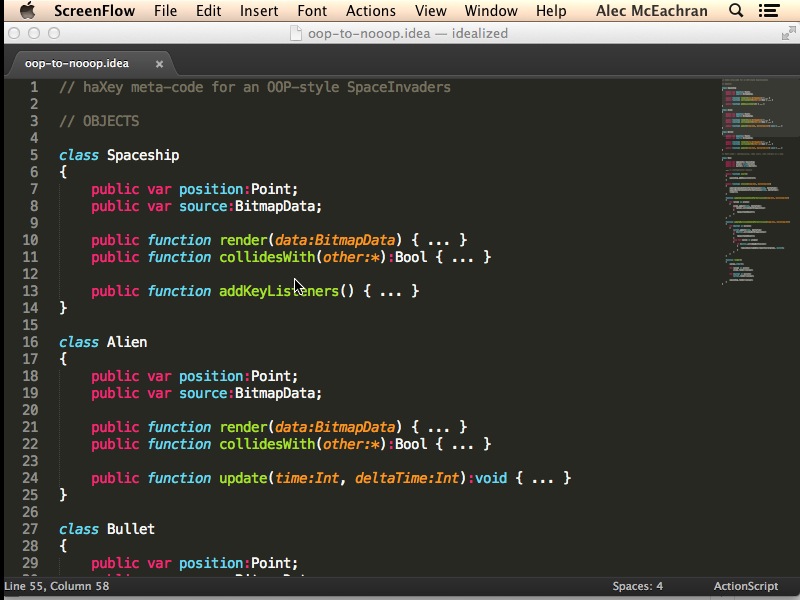 ScreenFlow File Edit Insert Font Actions View Window Help Alec McEachran
oop-to-nooop.idea — idealized
oop-to-nooop.idea ×
1 // haXey meta-code for an OOP-style SpaceInvaders
2
3 // OBJECTS
4
5 class Spaceship
6 {
7 public var position:Point;
8 public var source:BitmapData;
9
10 public function render(data:BitmapData) { ... }
11 public function collidesWith(other:*):Bool { ... }
12
13 public function addKeyListeners() { ... }
14 }
15
16 class Alien
17 {
18 public var position:Point;
19 public var source:BitmapData;
20
21 public function render(data:BitmapData) { ... }
22 public function collidesWith(other:*):Bool { ... }
23
24 public function update(time:Int, deltaTime:Int):void { ... }
25 }
26
27 class Bullet
28 {
29 public var position:Point;
Line 55, Column 58 Spaces: 4 ActionScript